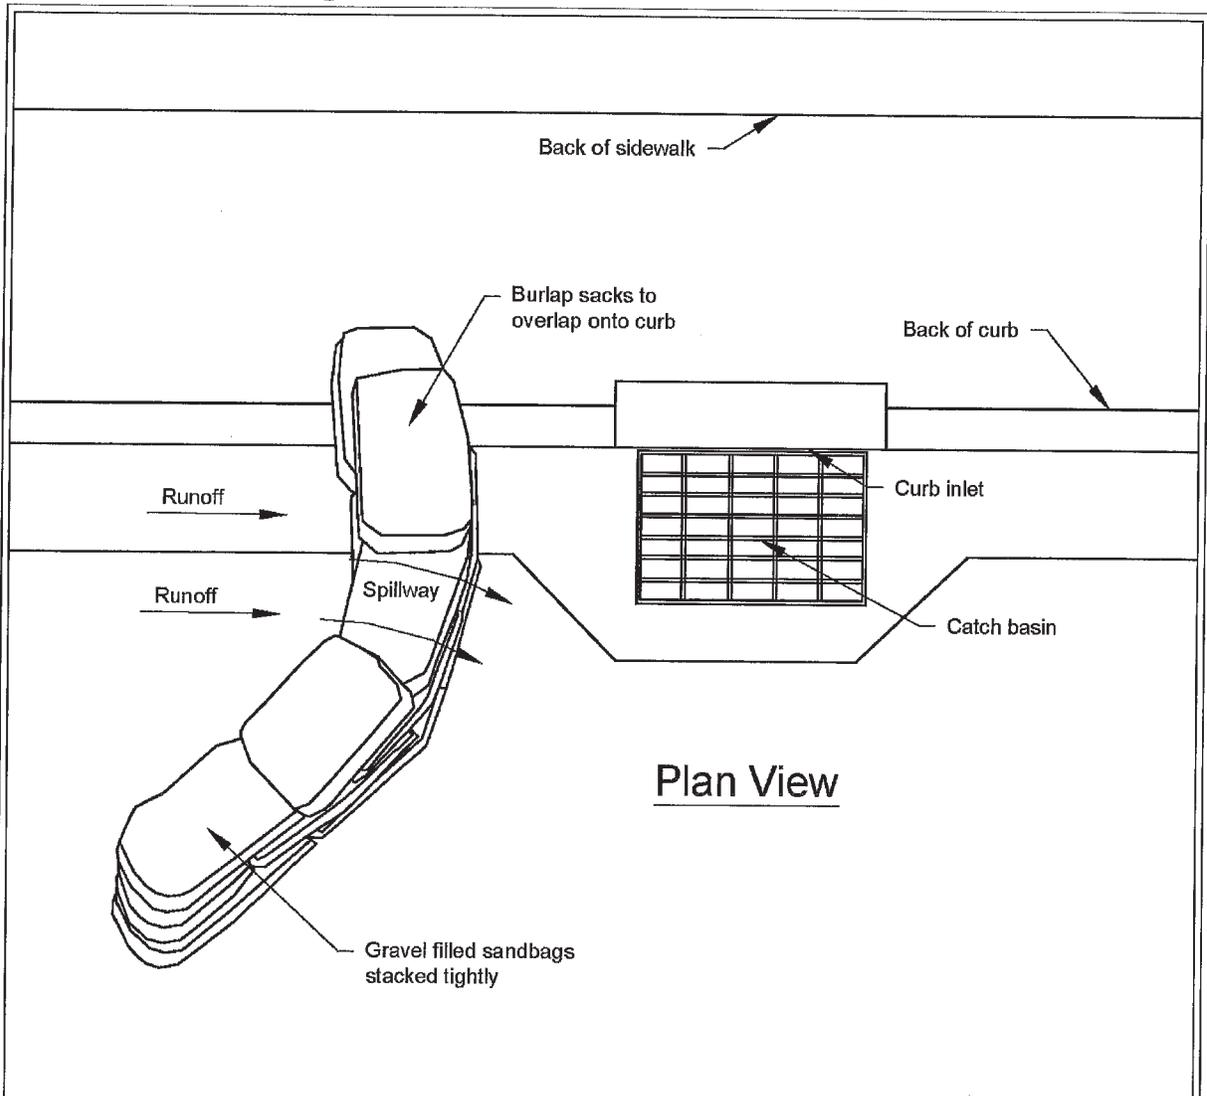 Back of sidewalk
Burlap sacks to
overlap onto curb
Back of curb
Runoff
Curb inlet
Runoff
Spillway
Catch basin
Plan View
Gravel filled sandbags
stacked tightly